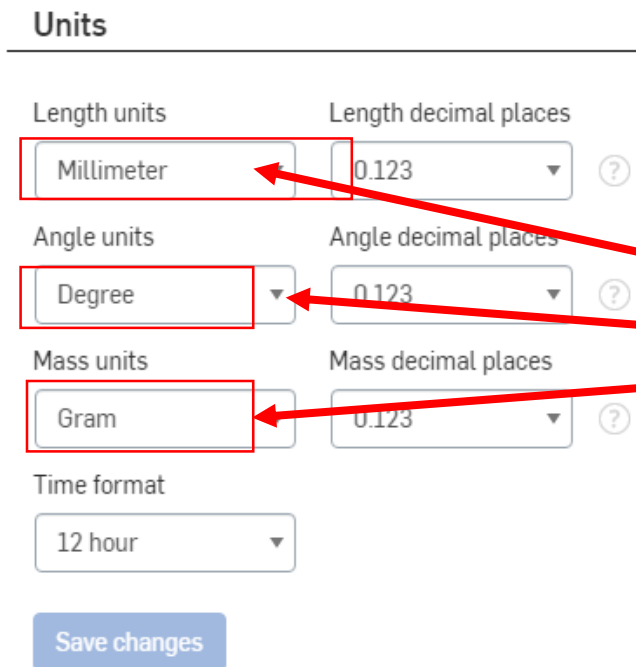 Units
Length units Length decimal places
Millimeter 0.123 ?
Angle units Angle decimal places
Degree 0.123 ?
Mass units Mass decimal places
Gram 0.123 ?
Time format
12 hour
Save changes